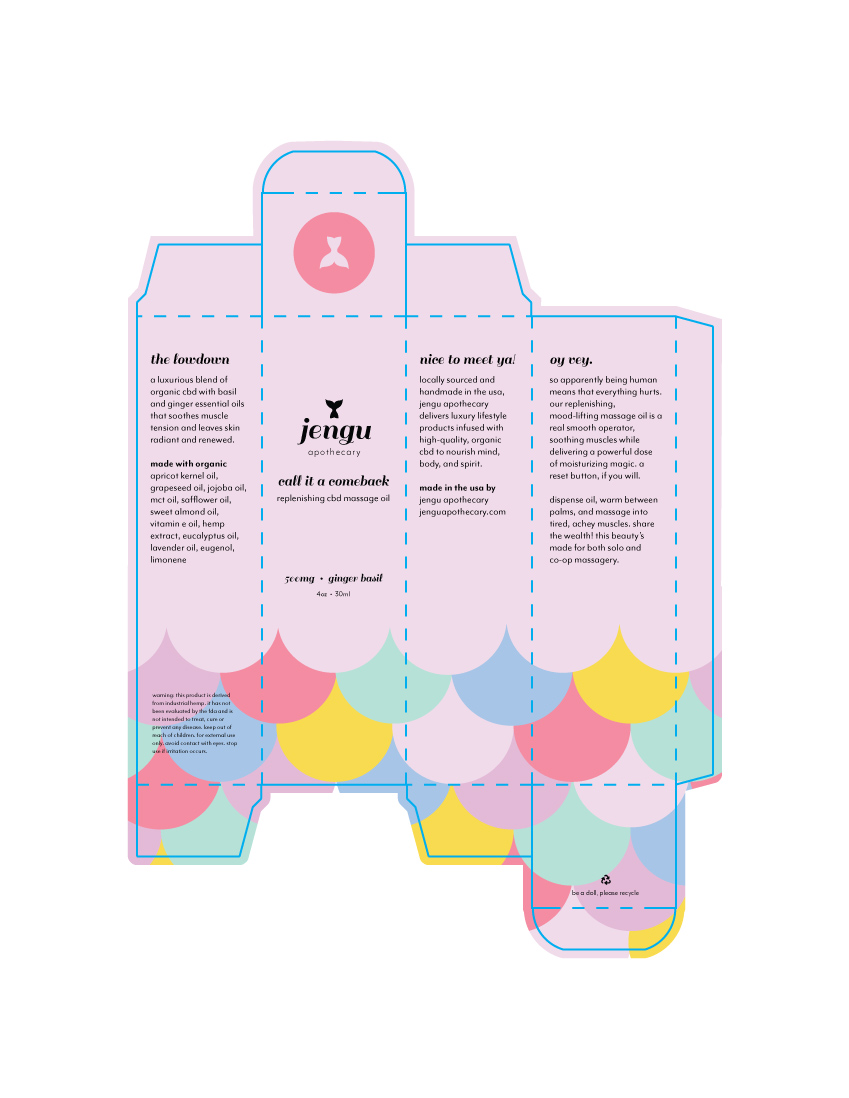 the lowdown
a luxurious blend of
organic cbd with basil
and ginger essential oils
that soothes muscle
tension and leaves skin
radiant and renewed.
made with organic
apricot kernel oil,
grapeseed oil, jojoba oil,
mct oil, safflower oil,
sweet almond oil,
vitamin e oil, hemp
extract, eucalyptus oil,
lavender oil, eugenol,
limonene
warning: this product is derived
from industrial hemp. it has not
been evaluated by the fda and is
not intended to treat, cure or
prevent any disease. keep out of
reach of children. for external use
only. avoid contact with eyes. stop
use if irritation occurs.
jengu
apothecary
call it a comeback
replenishing cbd massage oil
500mg • ginger basil
4oz • 30ml
nice to meet ya!
locally sourced and
handmade in the usa,
jengu apothecary
delivers luxury lifestyle
products infused with
high-quality, organic
cbd to nourish mind,
body, and spirit.
made in the usa by
jengu apothecary
jenguapothecary.com
oy vey.
so apparently being human
means that everything hurts.
our replenishing,
mood-lifting massage oil is a
real smooth operator,
soothing muscles while
delivering a powerful dose
of moisturizing magic. a
reset button, if you will.
dispense oil, warm between
palms, and massage into
tired, achey muscles. share
the wealth! this beauty's
made for both solo and
co-op massagery.
be a doll, please recycle